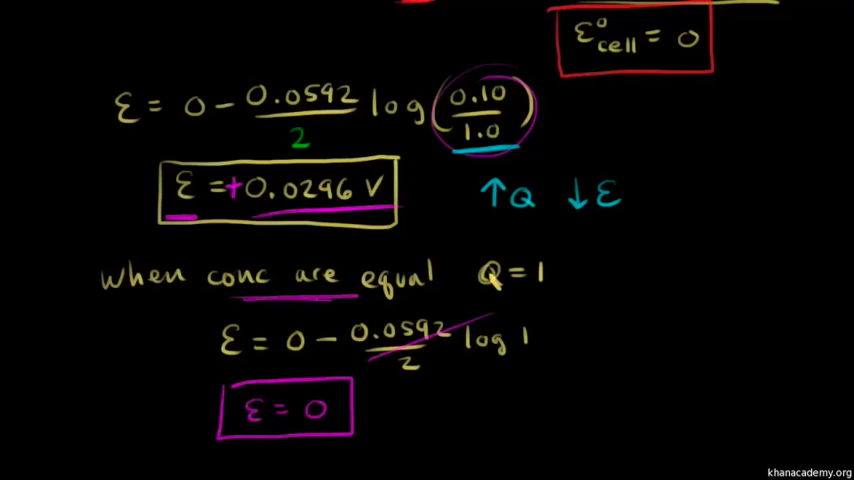 ε°cell = 0
ε = 0 - 0.0592/2 log (0.10/1.0)
ε = +0.0296 V
↑Q ↓ε
when conc are equal Q = 1
ε = 0 - 0.0592/2 log 1
ε = 0
khanacademy.org